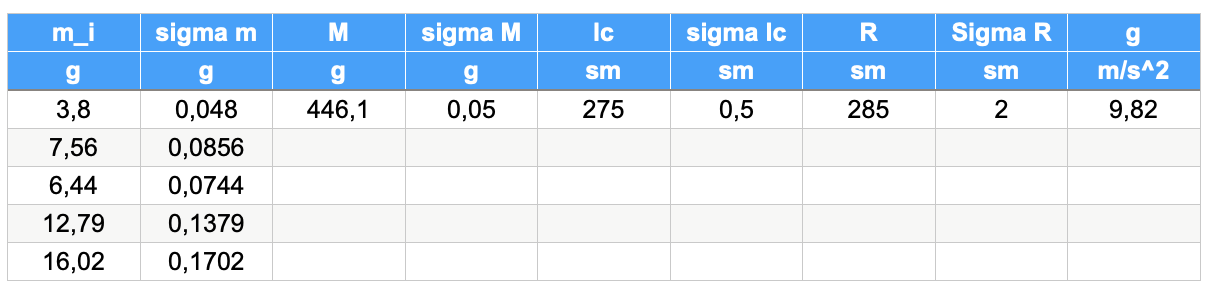 m_i sigma m M sigma M lc sigma lc R Sigma R g
g g g g sm sm sm sm m/s^2
3,8 0,048 446,1 0,05 275 0,5 285 2 9,82
7,56 0,0856
6,44 0,0744
12,79 0,1379
16,02 0,1702